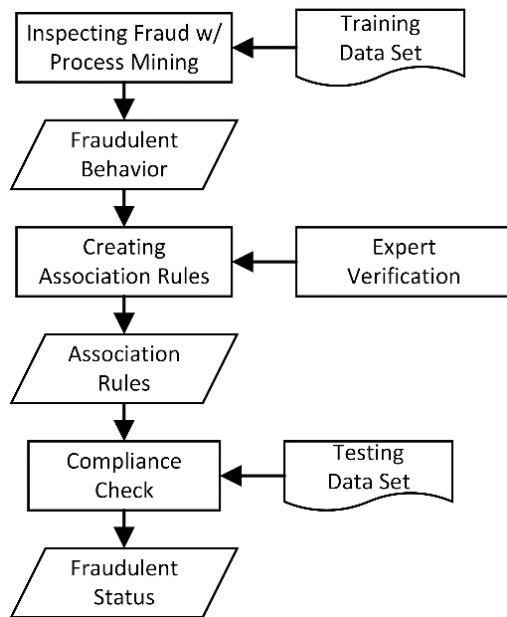 Inspecting Fraud w/
Process Mining
Training
Data Set
Fraudulent
Behavior
Creating
Association Rules
Expert
Verification
Association
Rules
Compliance
Check
Testing
Data Set
Fraudulent
Status